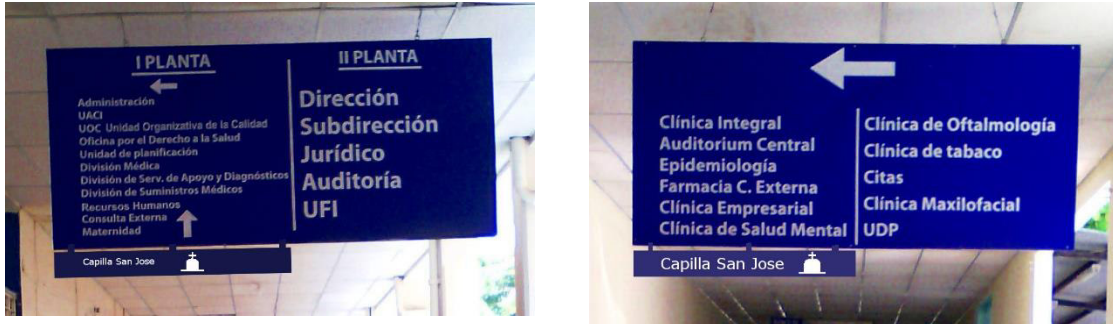 I PLANTA
Administración
UACI
UOC Unidad Organizativa de la Calidad
Oficina por el Derecho a la Salud
Unidad de planificación
División Médica
División de Serv. de Apoyo y Diagnósticos
División de Suministros Médicos
Recursos Humanos
Consulta Externa
Maternidad
II PLANTA
Dirección
Subdirección
Jurídico
Auditoría
UFI
Capilla San Jose
Clínica Integral
Auditorium Central
Epidemiología
Farmacia C. Externa
Clínica Empresarial
Clínica de Salud Mental
Clínica de Oftalmología
Clínica de tabaco
Citas
Clínica Maxilofacial
UDP
Capilla San Jose